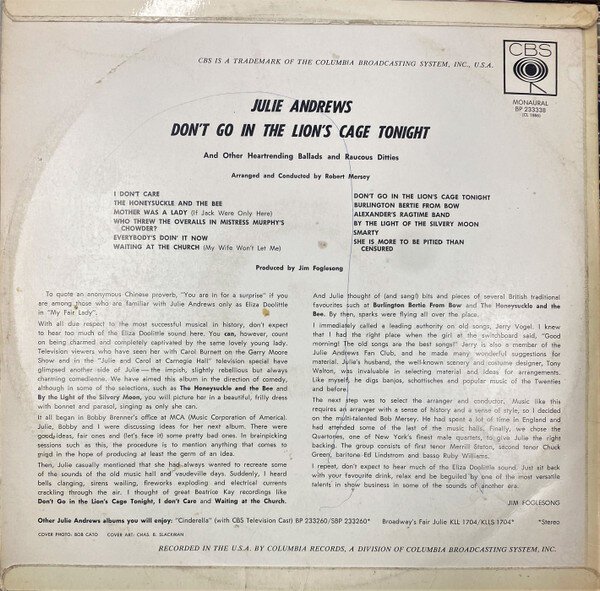 CBS IS A TRADEMARK OF THE COLUMBIA BROADCASTING SYSTEM, INC., U.S.A.
CBS
MONAURAL
BP 233338
(CL 1886)
JULIE ANDREWS
DON'T GO IN THE LION'S CAGE TONIGHT
And Other Heartrending Ballads and Raucous Ditties
Arranged and Conducted by Robert Mersey
I DON'T CARE
THE HONEYSUCKLE AND THE BEE
MOTHER WAS A LADY (If Jack Were Only Here)
WHO THREW THE OVERALLS IN MISTRESS MURPHY'S
CHOWDER?
EVERYBODY'S DOIN' IT NOW
WAITING AT THE CHURCH (My Wife Won't Let Me)
DON'T GO IN THE LION'S CAGE TONIGHT
BURLINGTON BERTIE FROM BOW
ALEXANDER'S RAGTIME BAND
BY THE LIGHT OF THE SILVERY MOON
SMARTY
SHE IS MORE TO BE PITIED THAN
CENSURED
Produced by Jim Foglesong
To quote an anonymous Chinese proverb, "You are in for a surprise" if you
are among those who are familiar with Julie Andrews only as Eliza Doolittle
in "My Fair Lady".
With all due respect to the most successful musical in history, don't expect
to hear too much of the Eliza Doolittle sound here. You can, however, count
on being charmed and completely captivated by the same lovely young lady.
Television viewers who have seen her with Carol Burnett on the Garry Moore
Show and in the "Julie and Carol at Carnegie Hall" television special have
glimpsed another side of Julie — the impish, slightly rebellious but always
charming comedienne. We have aimed this album in the direction of comedy,
although in some of the selections, such as The Honeysuckle and the Bee and
By the Light of the Silvery Moon, you will picture her in a beautiful, frilly dress
with bonnet and parasol, singing as only she can.
It all began in Bobby Brenner's office at MCA (Music Corporation of America).
Julie, Bobby and I were discussing ideas for her next album. There were
good ideas, fair ones and (let's face it) some pretty bad ones. In brainpicking
sessions such as this, the procedure is to mention anything that comes to
mind in the hope of producing at least the germ of an idea.
Then, Julie casually mentioned that she had always wanted to recreate some
of the sounds of the old music hall and vaudeville days. Suddenly, I heard
bells clanging, sirens wailing, fireworks exploding and electrical currents
crackling through the air. I thought of great Beatrice Kay recordings like
Don't Go in the Lion's Cage Tonight, I don't Care and Waiting at the Church.
And Julie thought of (and sang!) bits and pieces of several British traditional
favourites such as Burlington Bertie From Bow and The Honeysuckle and the
Bee. By then, sparks were flying all over the place.
I immediately called a leading authority on old songs, Jerry Vogel. I knew
that I had the right place when the girl at the switchboard said, "Good
morning! The old songs are the best songs!" Jerry is also a member of the
Julie Andrews Fan Club, and he made many wonderful suggestions for
material. Julie's husband, the well-known scenery and costume designer, Tony
Walton, was invaluable in selecting material and ideas for arrangements.
Like myself, he digs banjos, schottisches and popular music of the Twenties
and before.
The next step was to select the arranger and conductor. Music like this
requires an arranger with a sense of history and a sense of style, so I decided
on the multi-talented Bob Mersey. He had spent a lot of time in England and
had attended some of the last of the music halls. Finally, we chose the
Quartones, one of New York's finest male quartets, to give Julie the right
backing. The group consists of first tenor Merrill Staton, second tenor Chuck
Green, baritone Ed Lindstrom and basso Ruby Williams.
I repeat, don't expect to hear much of the Eliza Doolittle sound. Just sit back
with your favourite drink, relax and be beguiled by one of the most versatile
talents in show business in some of the sounds of another era.
JIM FOGLESONG
Other Julie Andrews albums you will enjoy: "Cinderella" (with CBS Television Cast) BP 233260/SBP 233260* Broadway's Fair Julie KLL 1704/KLLS 1704* *Stereo
COVER PHOTO: BOB CATO COVER ART: CHAS. B. SLACKMAN
RECORDED IN THE U.S.A. BY COLUMBIA RECORDS, A DIVISION OF COLUMBIA BROADCASTING SYSTEM, INC.